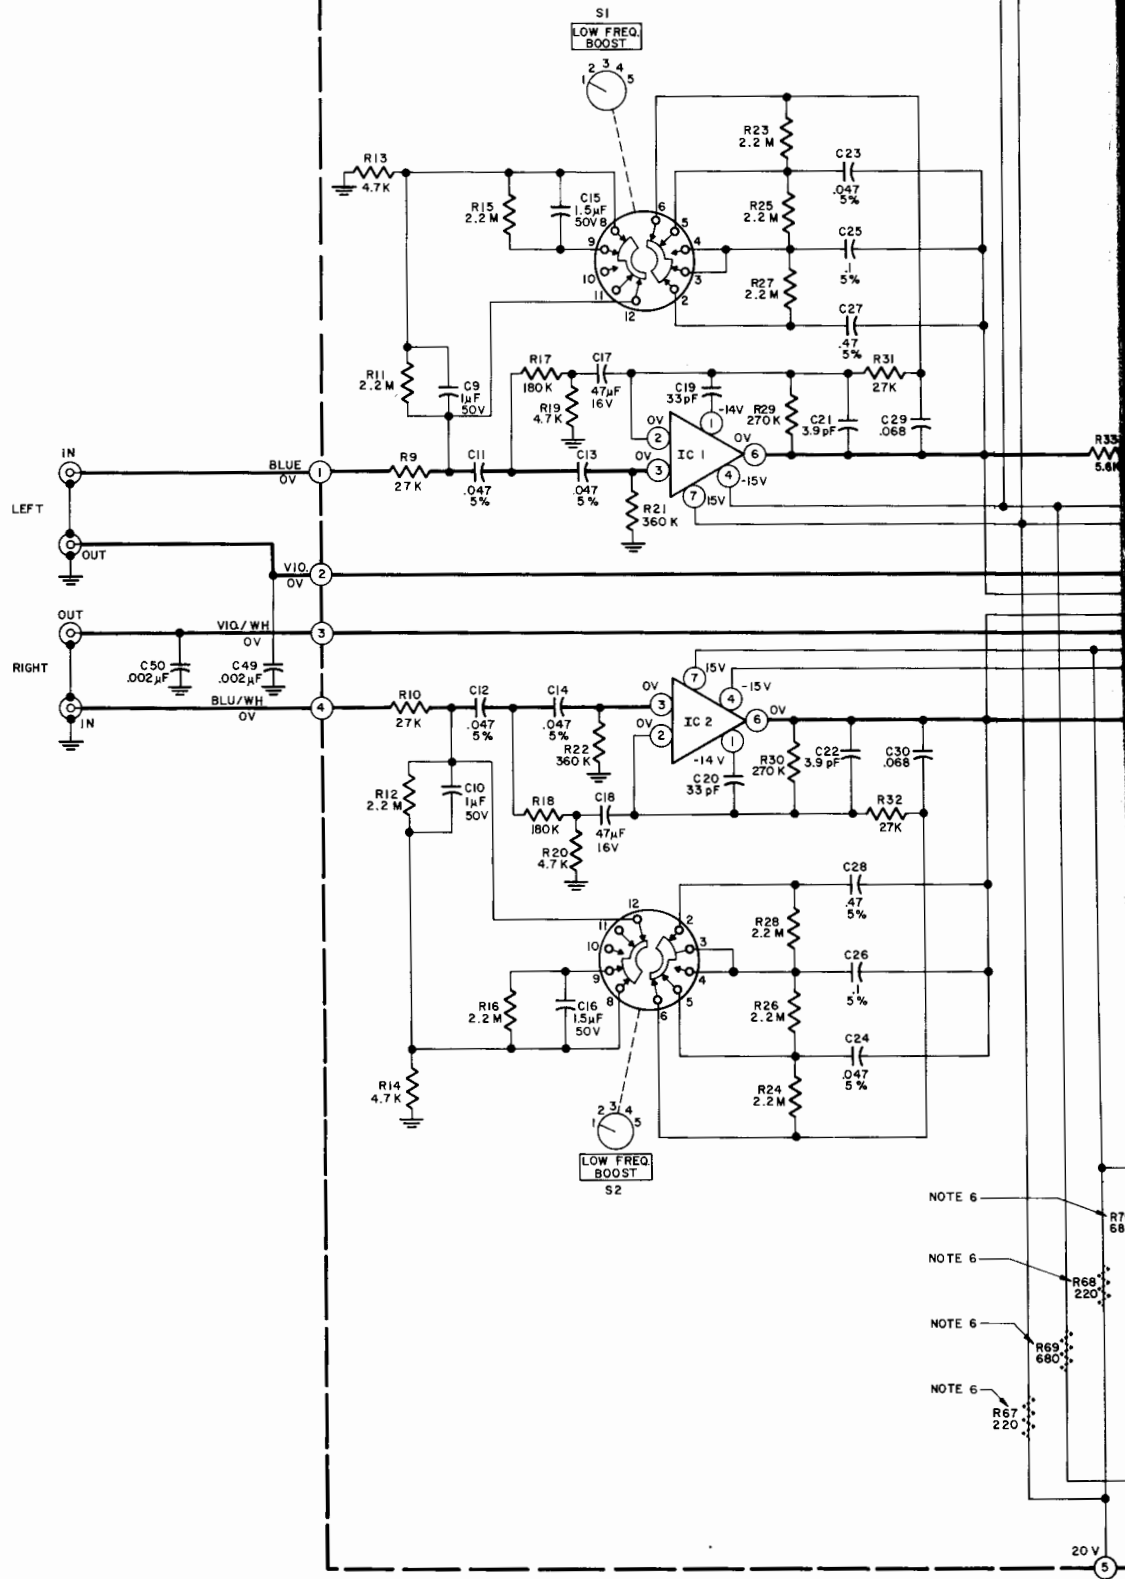 S1
LOW FREQ.
BOOST
1 2 3 4 5
R13
4.7K
R15
2.2M
C15
1.5µF
50V
8
9
10
11
12
6
5
4
3
2
R23
2.2M
C23
.047
5%
R25
2.2M
C25
.1
5%
R27
2.2M
C27
.47
5%
R11
2.2M
C9
1µF
50V
R17
180K
C17
47µF
16V
R19
4.7K
C19
33pF
-14V
R29
270K
C21
3.9pF
R31
27K
C29
.068
IN
BLUE
0V
1
R9
27K
C11
.047
5%
C13
.047
5%
0V
2
0V
3
IC 1
1
0V
6
4
-15V
7
15V
R21
360K
R33
LEFT
OUT
VIO.
0V
2
OUT
VIO/WH
0V
3
RIGHT
C50
.002µF
C49
.002µF
BLU/WH
0V
4
IN
R10
27K
C12
.047
5%
C14
.047
5%
R22
360K
0V
3
0V
2
IC 2
7
15V
4
-15V
6
0V
1
-14V
C20
33pF
R30
270K
C22
3.9pF
C30
.068
R32
27K
R12
2.2M
C10
1µF
50V
R18
180K
C18
47µF
16V
R20
4.7K
12
11
10
9
8
2
3
4
5
6
C28
.47
5%
R28
2.2M
C26
.1
5%
R26
2.2M
C24
.047
5%
R24
2.2M
R16
2.2M
C16
1.5µF
50V
R14
4.7K
1 2 3 4 5
LOW FREQ.
BOOST
S2
NOTE 6
NOTE 6
R68
220
NOTE 6
R69
680
NOTE 6
R67
220
20V
5